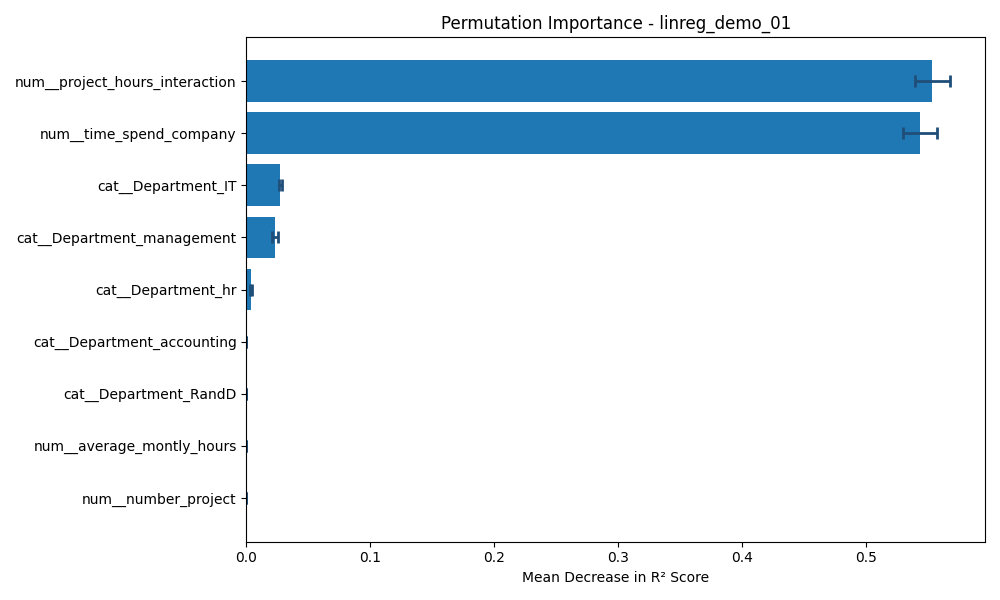 Permutation Importance - linreg_demo_01
num__project_hours_interaction
num__time_spend_company
cat__Department_IT
cat__Department_management
cat__Department_hr
cat__Department_accounting
cat__Department_RandD
num__average_montly_hours
num__number_project
0.0 0.1 0.2 0.3 0.4 0.5
Mean Decrease in R² Score